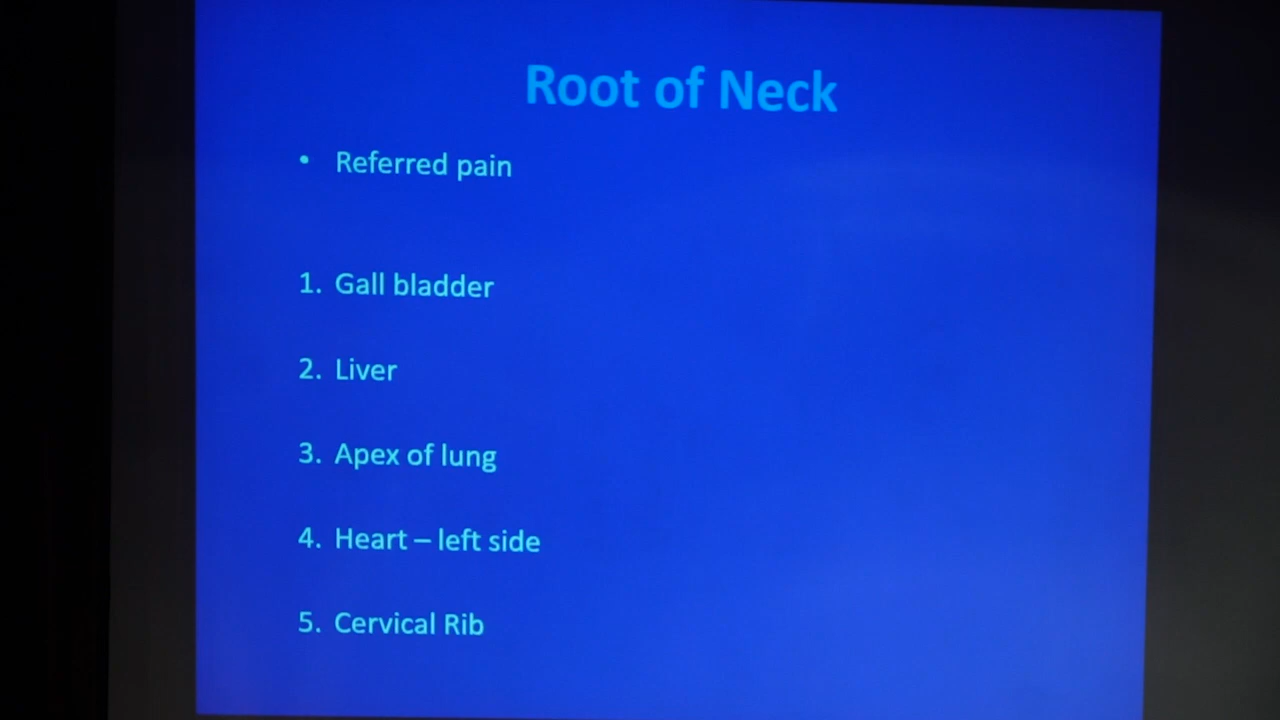 Root of Neck
• Referred pain
1. Gall bladder
2. Liver
3. Apex of lung
4. Heart – left side
5. Cervical Rib